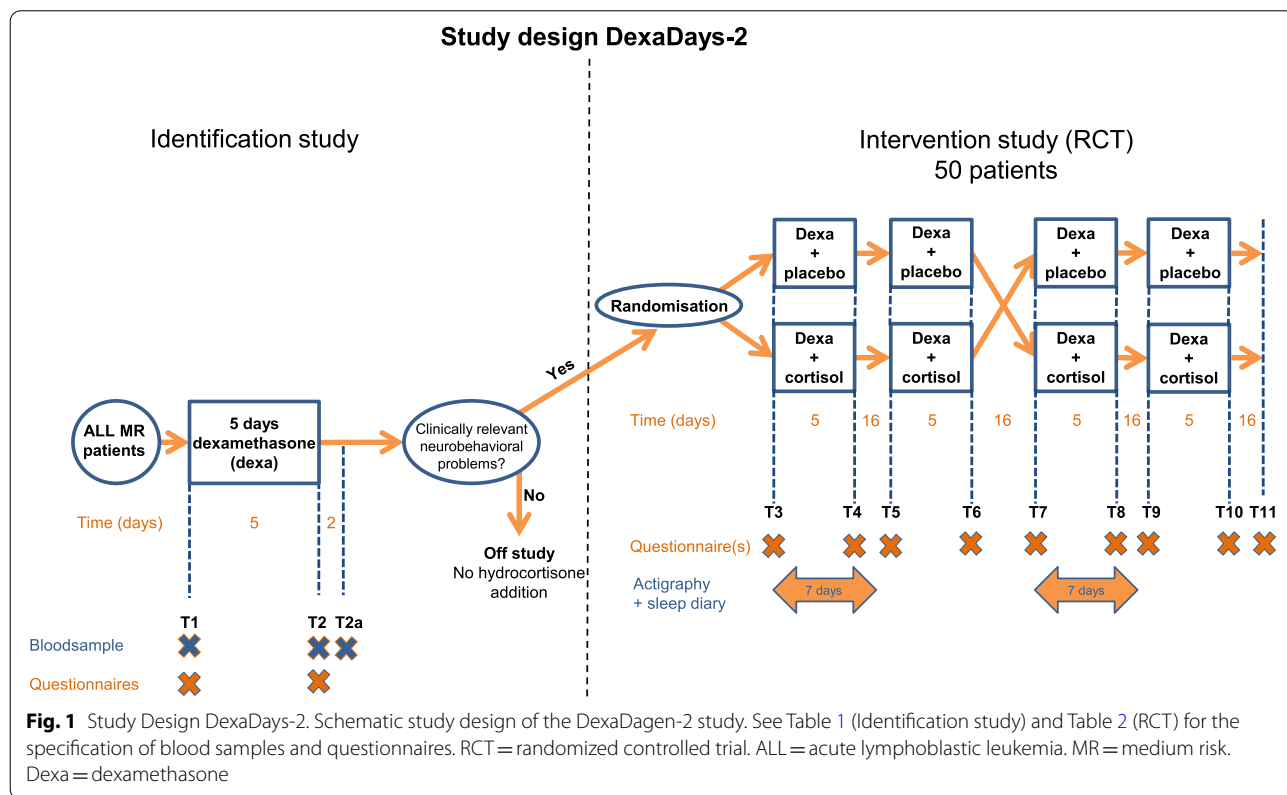 Study design DexaDays-2
Identification study
Intervention study (RCT)
50 patients
Dexa
+
placebo
Dexa
+
placebo
Dexa
+
placebo
Dexa
+
placebo
Randomisation
Dexa
+
cortisol
Dexa
+
cortisol
Dexa
+
cortisol
Dexa
+
cortisol
Yes
ALL MR
patients
5 days
dexamethasone
(dexa)
Clinically relevant
neurobehavioral
problems?
No
Off study
No hydrocortisone
addition
Time (days) 5 2
Time (days) 5 16 5 16 5 16 5 16
T3 T4 T5 T6 T7 T8 T9 T10 T11
Questionnaire(s)
Actigraphy
+ sleep diary
7 days
7 days
T1 T2 T2a
Bloodsample
Questionnaires
Fig. 1 Study Design DexaDays-2. Schematic study design of the DexaDagen-2 study. See Table 1 (Identification study) and Table 2 (RCT) for the
specification of blood samples and questionnaires. RCT = randomized controlled trial. ALL = acute lymphoblastic leukemia. MR = medium risk.
Dexa = dexamethasone